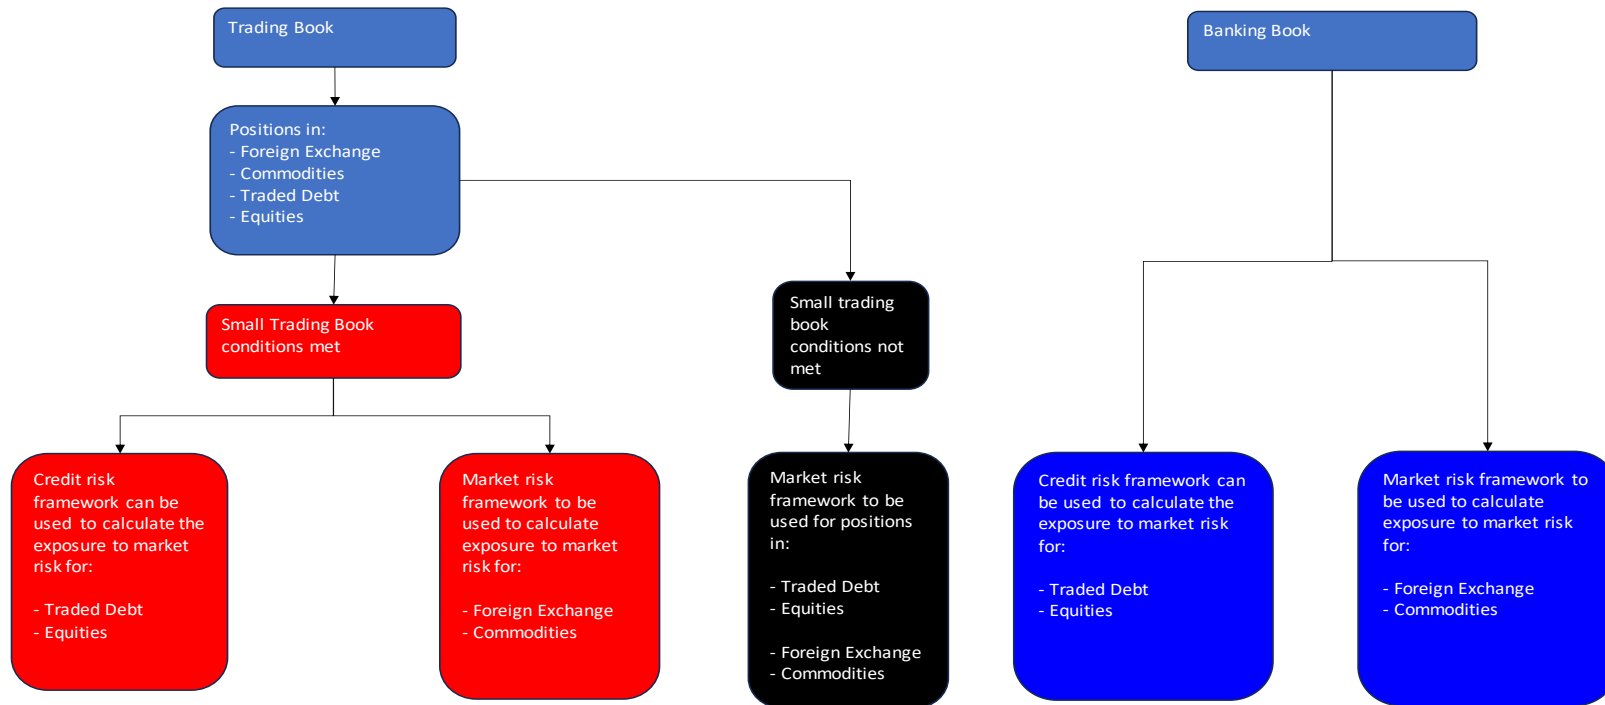 Trading Book
Banking Book
Positions in:
- Foreign Exchange
- Commodities
- Traded Debt
- Equities
Small Trading Book
conditions met
Small trading
book
conditions not
met
Credit risk
framework can be
used to calculate the
exposure to market
risk for:
- Traded Debt
- Equities
Market risk
framework to be
used to calculate
exposure to market
risk for:
- Foreign Exchange
- Commodities
Market risk
framework to be
used for positions
in:
- Traded Debt
- Equities
- Foreign Exchange
- Commodities
Credit risk framework can
be used to calculate the
exposure to market risk
for:
- Traded Debt
- Equities
Market risk framework to
be used to calculate
exposure to market risk
for:
- Foreign Exchange
- Commodities